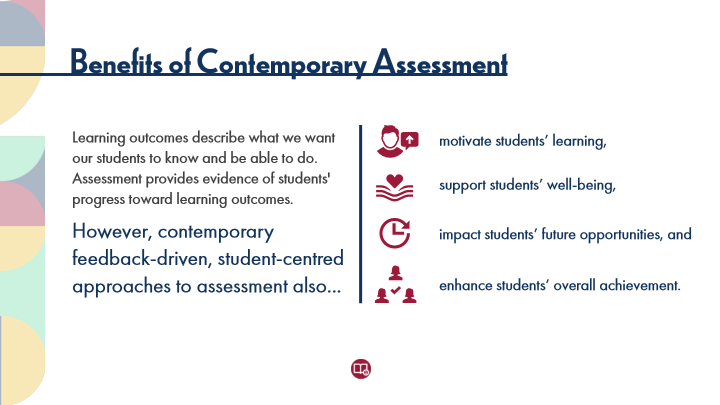 Benefits of Contemporary Assessment
Learning outcomes describe what we want
our students to know and be able to do.
Assessment provides evidence of students'
progress toward learning outcomes.
However, contemporary
feedback-driven, student-centred
approaches to assessment also...
motivate students’ learning,
support students’ well-being,
impact students’ future opportunities, and
enhance students’ overall achievement.